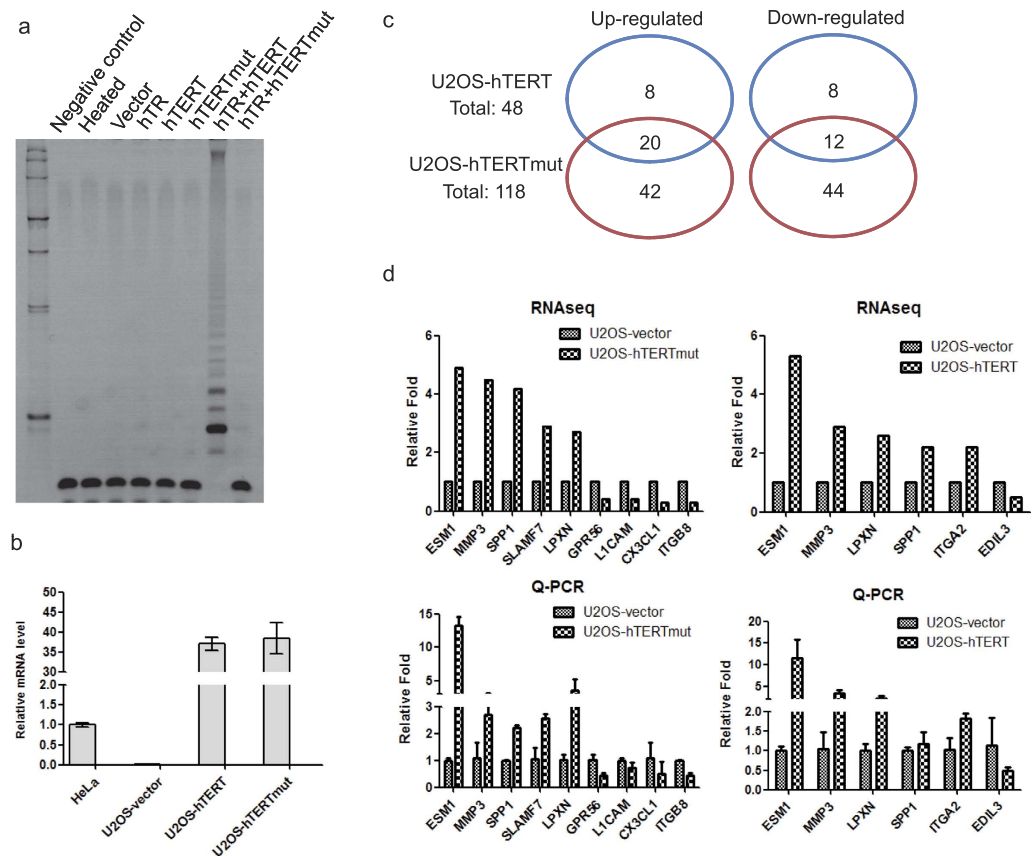 a
Negative control
Heated
Vector
hTR
hTERT
hTERTmut
hTR+hTERT
hTR+hTERTmut
b
Relative mRNA level
50
45
40
35
30
2.0
1.5
1.0
0.5
0.0
HeLa
U2OS-vector
U2OS-hTERT
U2OS-hTERTmut
c
Up-regulated
Down-regulated
U2OS-hTERT
Total: 48
8
8
20
12
U2OS-hTERTmut
Total: 118
42
44
d
RNAseq
U2OS-vector
U2OS-hTERTmut
Relative Fold
6
4
2
0
ESM1
MMP3
SPP1
SLAMF7
LPXN
GPR56
L1CAM
CX3CL1
ITGB8
RNAseq
U2OS-vector
U2OS-hTERT
Relative Fold
6
4
2
0
ESM1
MMP3
LPXN
SPP1
ITGA2
EDIL3
Q-PCR
U2OS-vector
U2OS-hTERTmut
Relative Fold
15
10
5
3
2
1
0
ESM1
MMP3
SPP1
SLAMF7
LPXN
GPR56
L1CAM
CX3CL1
ITGB8
Q-PCR
U2OS-vector
U2OS-hTERT
Relative Fold
20
15
10
5
2.0
1.5
1.0
0.5
0.0
ESM1
MMP3
LPXN
SPP1
ITGA2
EDIL3